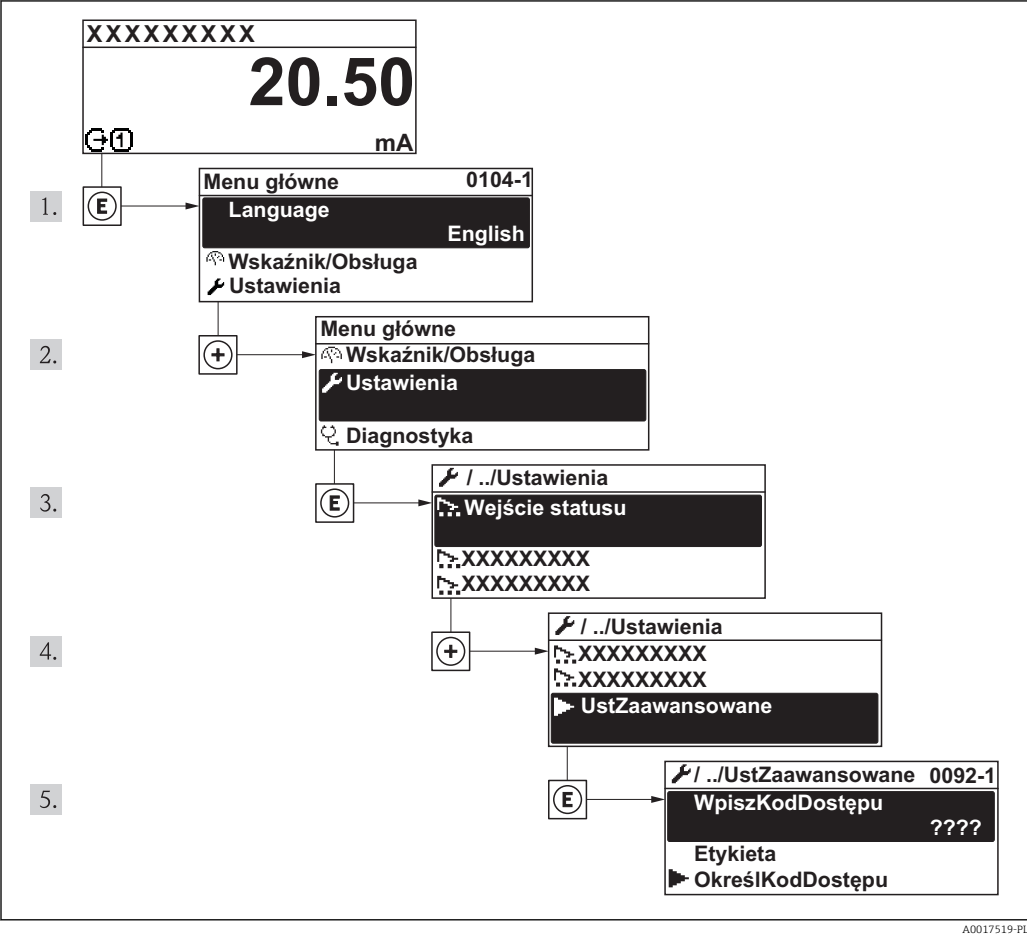 XXXXXXXXX
20.50
mA
1.
E
Menu główne 0104-1
Language
English
Wskaźnik/Obsługa
Ustawienia
2.
+
Menu główne
Wskaźnik/Obsługa
Ustawienia
Diagnostyka
3.
E
/ ../Ustawienia
Wejście statusu
XXXXXXXXX
XXXXXXXXX
4.
+
/ ../Ustawienia
XXXXXXXXX
XXXXXXXXX
UstZaawansowane
5.
E
/ ../UstZaawansowane 0092-1
WpiszKodDostępu
????
Etykieta
OkreślKodDostępu
A0017519-PL